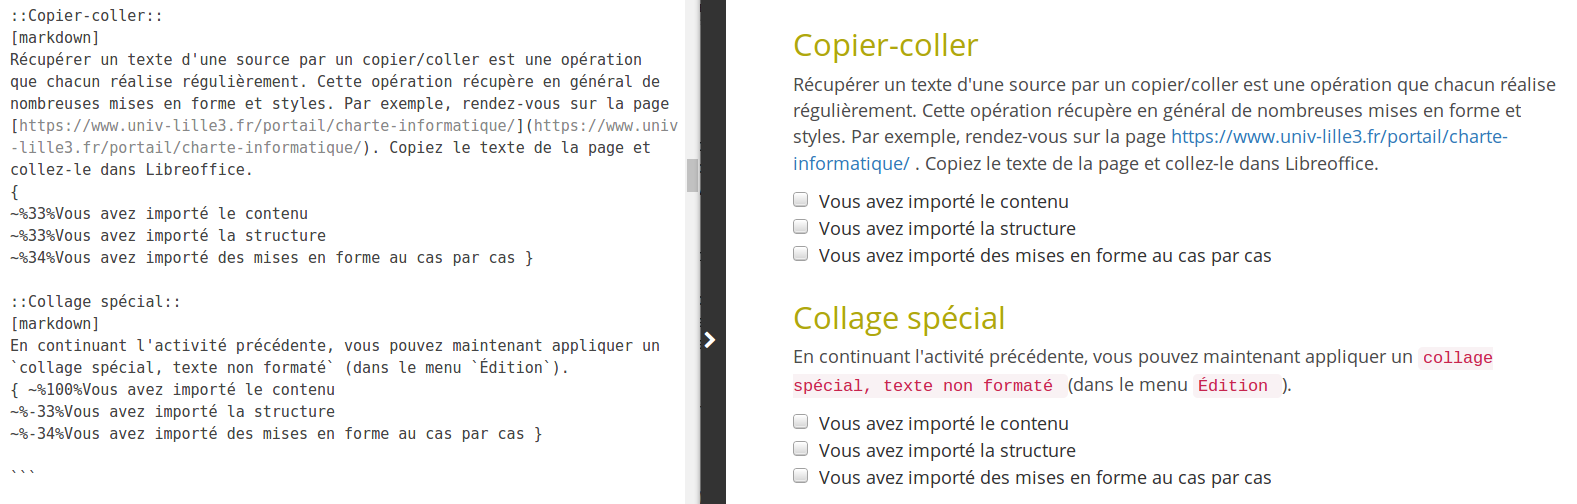 ::Copier-coller::
[markdown]
Récupérer un texte d'une source par un copier/coller est une opération
que chacun réalise régulièrement. Cette opération récupère en général de
nombreuses mises en forme et styles. Par exemple, rendez-vous sur la page
[https://www.univ-lille3.fr/portail/charte-informatique/](https://www.univ
-lille3.fr/portail/charte-informatique/). Copiez le texte de la page et
collez-le dans Libreoffice.
{
~%33%Vous avez importé le contenu
~%33%Vous avez importé la structure
~%34%Vous avez importé des mises en forme au cas par cas }
::Collage spécial::
[markdown]
En continuant l'activité précédente, vous pouvez maintenant appliquer un
`collage spécial, texte non formaté` (dans le menu `Édition`).
{ ~%100%Vous avez importé le contenu
~%-33%Vous avez importé la structure
~%-34%Vous avez importé des mises en forme au cas par cas }
```
Copier-coller
Récupérer un texte d'une source par un copier/coller est une opération que chacun réalise
régulièrement. Cette opération récupère en général de nombreuses mises en forme et
styles. Par exemple, rendez-vous sur la page https://www.univ-lille3.fr/portail/charte-
informatique/ . Copiez le texte de la page et collez-le dans Libreoffice.
Vous avez importé le contenu
Vous avez importé la structure
Vous avez importé des mises en forme au cas par cas
Collage spécial
En continuant l'activité précédente, vous pouvez maintenant appliquer un collage
spécial, texte non formaté (dans le menu Édition ).
Vous avez importé le contenu
Vous avez importé la structure
Vous avez importé des mises en forme au cas par cas